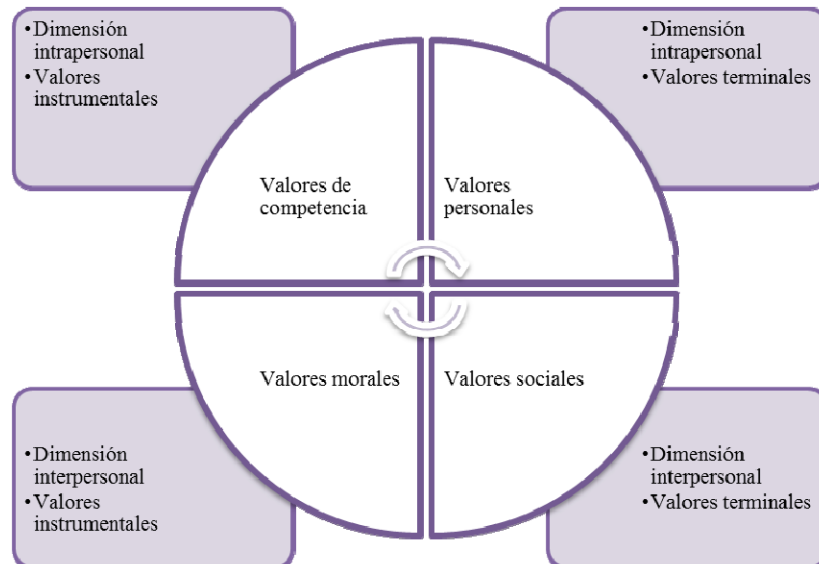 •Dimensión
intrapersonal
•Valores
instrumentales
•Dimensión
intrapersonal
•Valores terminales
Valores de
competencia
Valores
personales
Valores morales
Valores sociales
•Dimensión
interpersonal
•Valores
instrumentales
•Dimensión
interpersonal
•Valores terminales